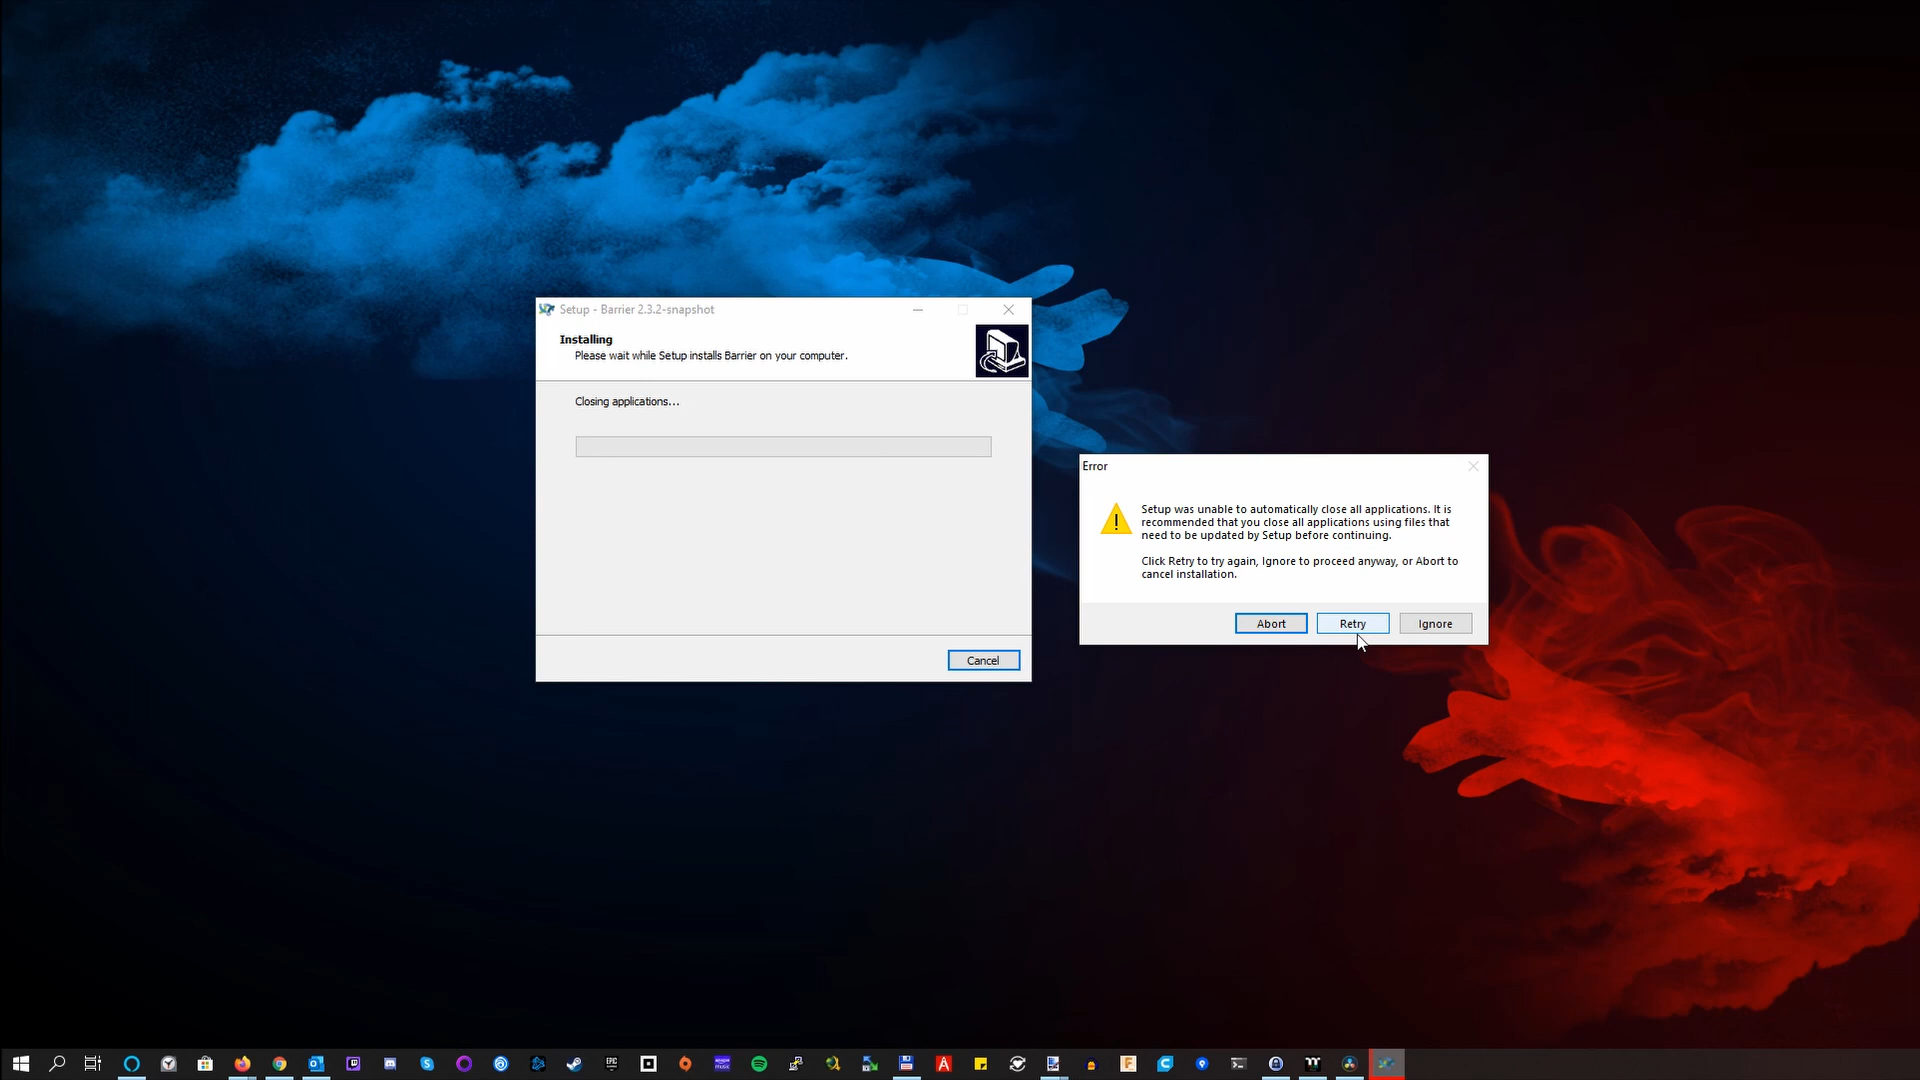 Setup - Barrier 2.3.2-snapshot
Installing
Please wait while Setup installs Barrier on your computer.
Closing applications...
Cancel
Error
Setup was unable to automatically close all applications. It is
recommended that you close all applications using files that
need to be updated by Setup before continuing.
Click Retry to try again, Ignore to proceed anyway, or Abort to
cancel installation.
Abort
Retry
Ignore
EPIC
amazon
music